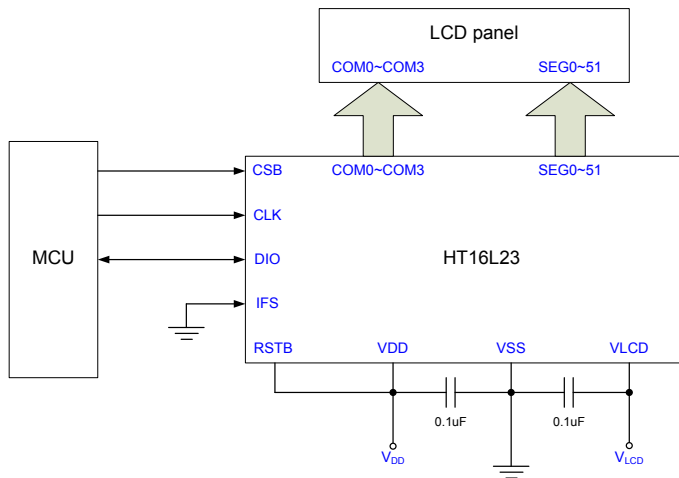 LCD panel
COM0~COM3 SEG0~51
CSB COM0~COM3 SEG0~51
CLK
MCU DIO HT16L23
IFS
RSTB VDD VSS VLCD
0.1uF 0.1uF
VDD VLCD